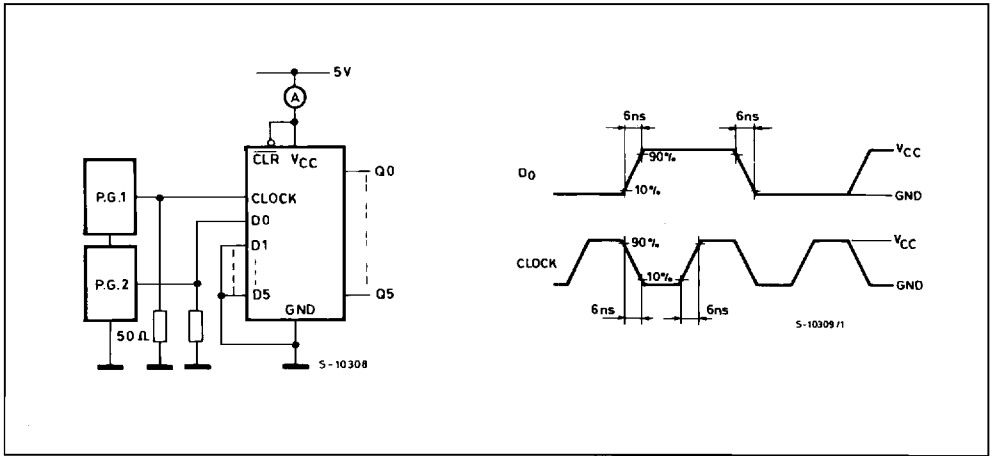 5V
A
C̅L̅R̅ VCC
Q0
P.G.1
CLOCK
D0
D1
P.G.2
D5
Q5
GND
50 Ω
S-10308
6ns 6ns
90%
VCC
D0
10%
GND
90%
VCC
CLOCK
10%
GND
6ns 6ns
S-10309/1